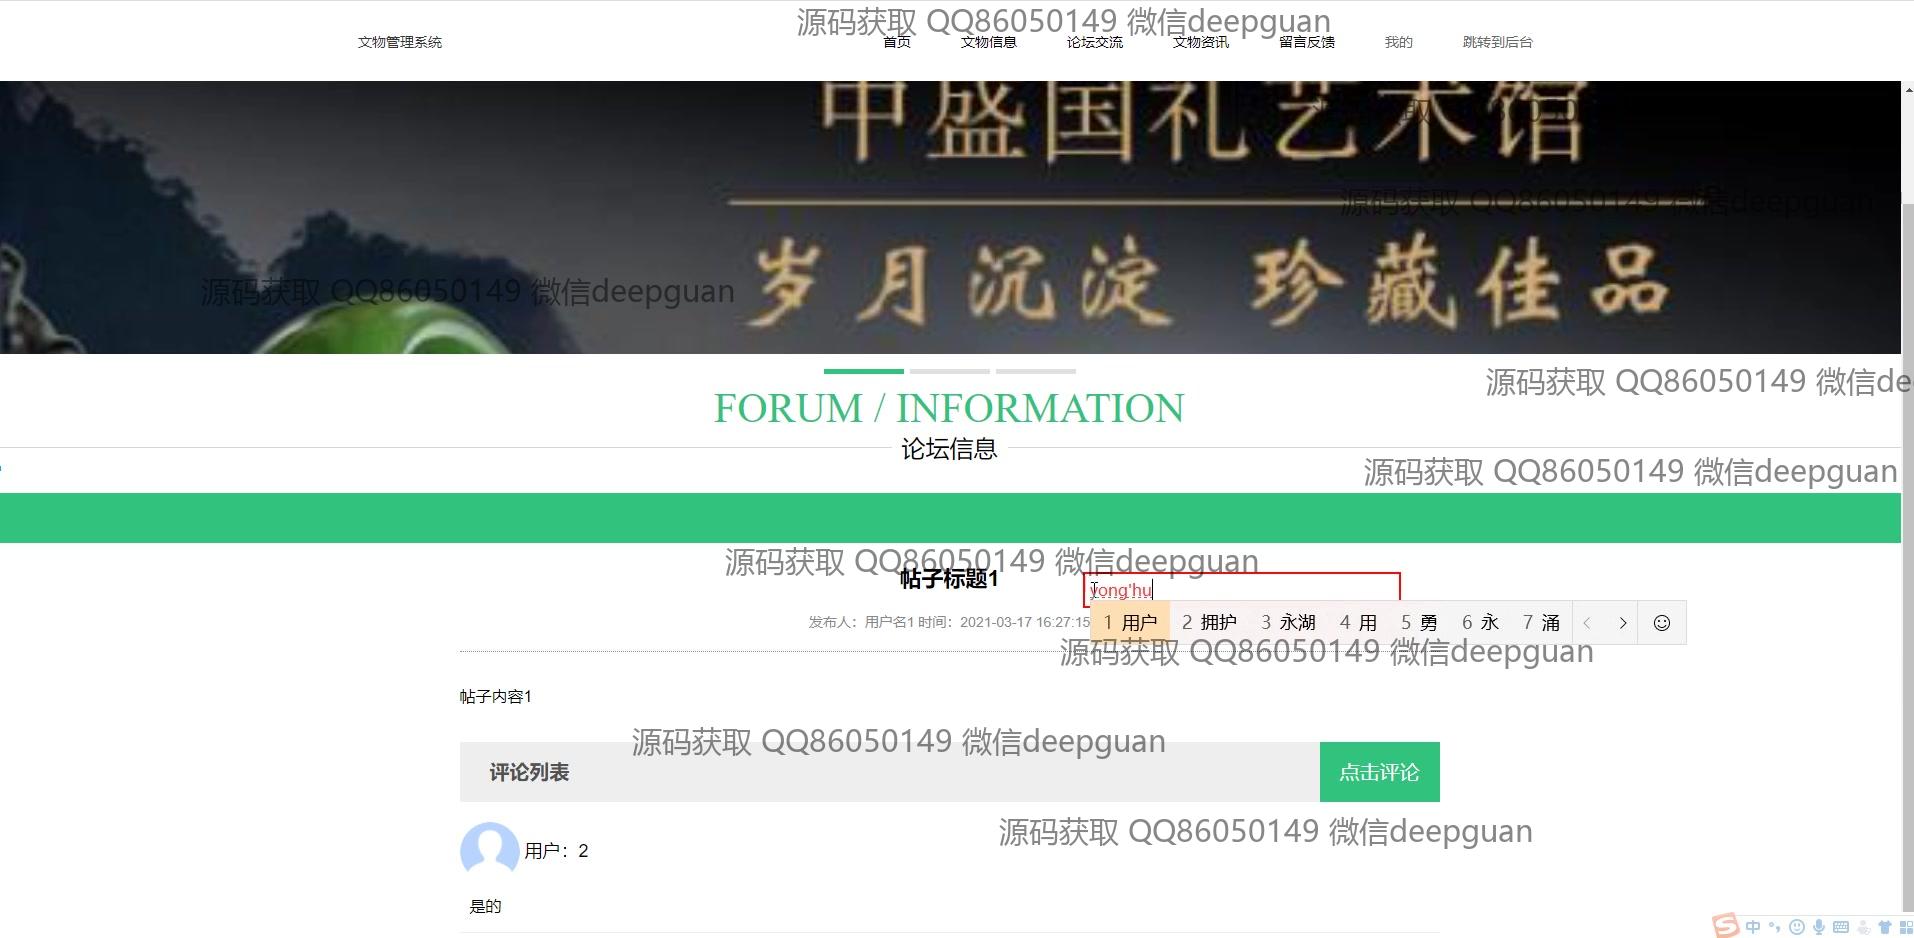 源码获取 QQ86050149 微信deepguan
文物管理系统 首页 文物信息 论坛交流 文物资讯 留言反馈 我的 跳转到后台
中盛国礼艺术馆
源码获取 QQ86050149 微信deepguan
岁月沉淀 珍藏佳品
源码获取 QQ86050149 微信deepguan
源码获取 QQ86050149 微信de
FORUM / INFORMATION
论坛信息
源码获取 QQ86050149 微信deepguan
源码获取 QQ86050149 微信deepguan
帖子标题1
yong'hu
发布人：用户名1 时间：2021-03-17 16:27:15
1 用户 2 拥护 3 永湖 4 用 5 勇 6 永 7 涌
源码获取 QQ86050149 微信deepguan
帖子内容1
源码获取 QQ86050149 微信deepguan
评论列表 点击评论
源码获取 QQ86050149 微信deepguan
用户：2
是的
S 中